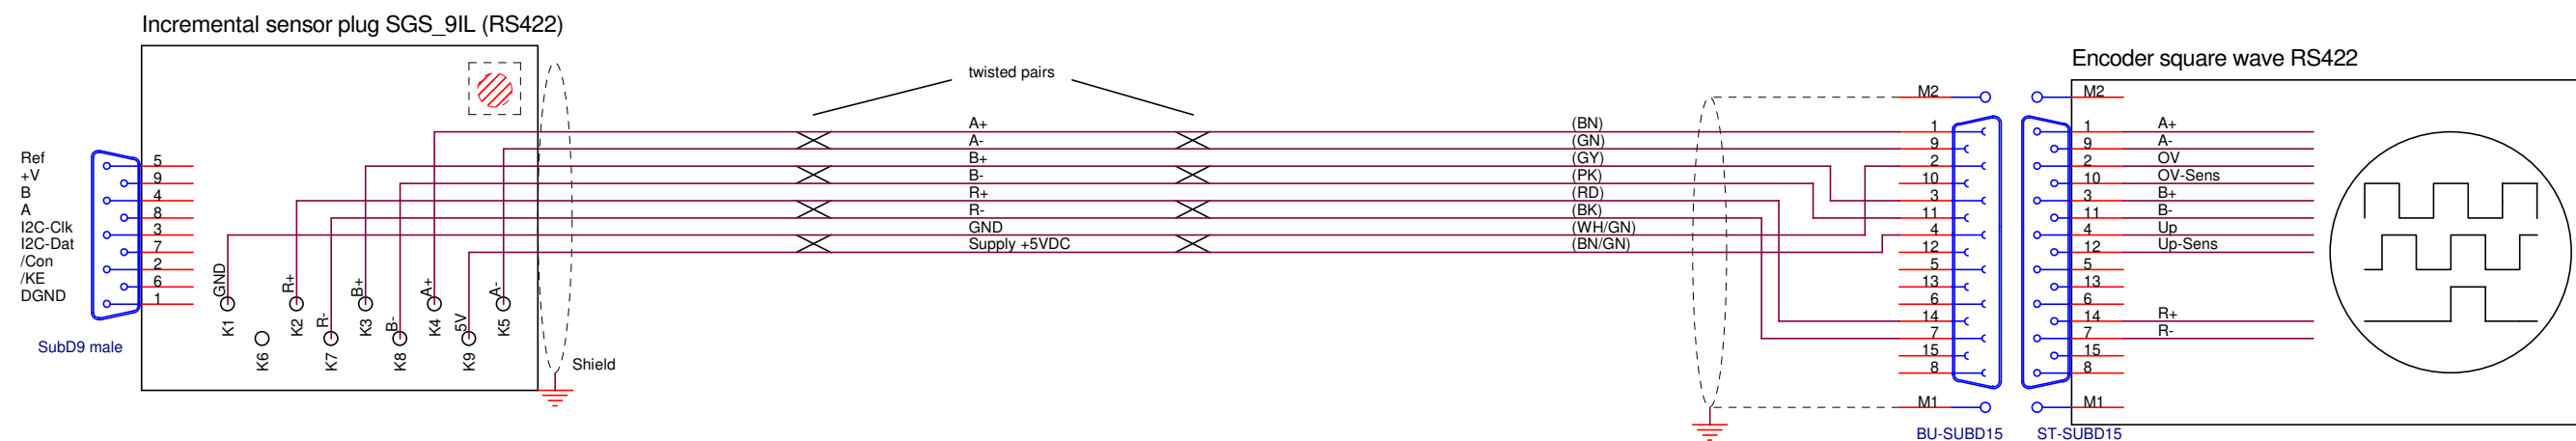 Incremental sensor plug SGS_9IL (RS422)
Ref
+V
B
A
I2C-Clk
I2C-Dat
/Con
/KE
DGND
5
9
4
8
3
7
2
6
1
SubD9 male
GND
R+
R-
B+
B-
A+
5V
A-
K1
K6
K2
K7
K3
K8
K4
K9
K5
Shield
twisted pairs
A+ (BN)
A- (GN)
B+ (GY)
B- (PK)
R+ (RD)
R- (BK)
GND (WH/GN)
Supply +5VDC (BN/GN)
M2
1
9
2
10
3
11
4
12
5
13
6
14
7
15
8
M1
BU-SUBD15
Encoder square wave RS422
M2
1 A+
9 A-
2 OV
10 OV-Sens
3 B+
11 B-
4 Up
12 Up-Sens
5
13
6
14 R+
7 R-
15
8
M1
ST-SUBD15